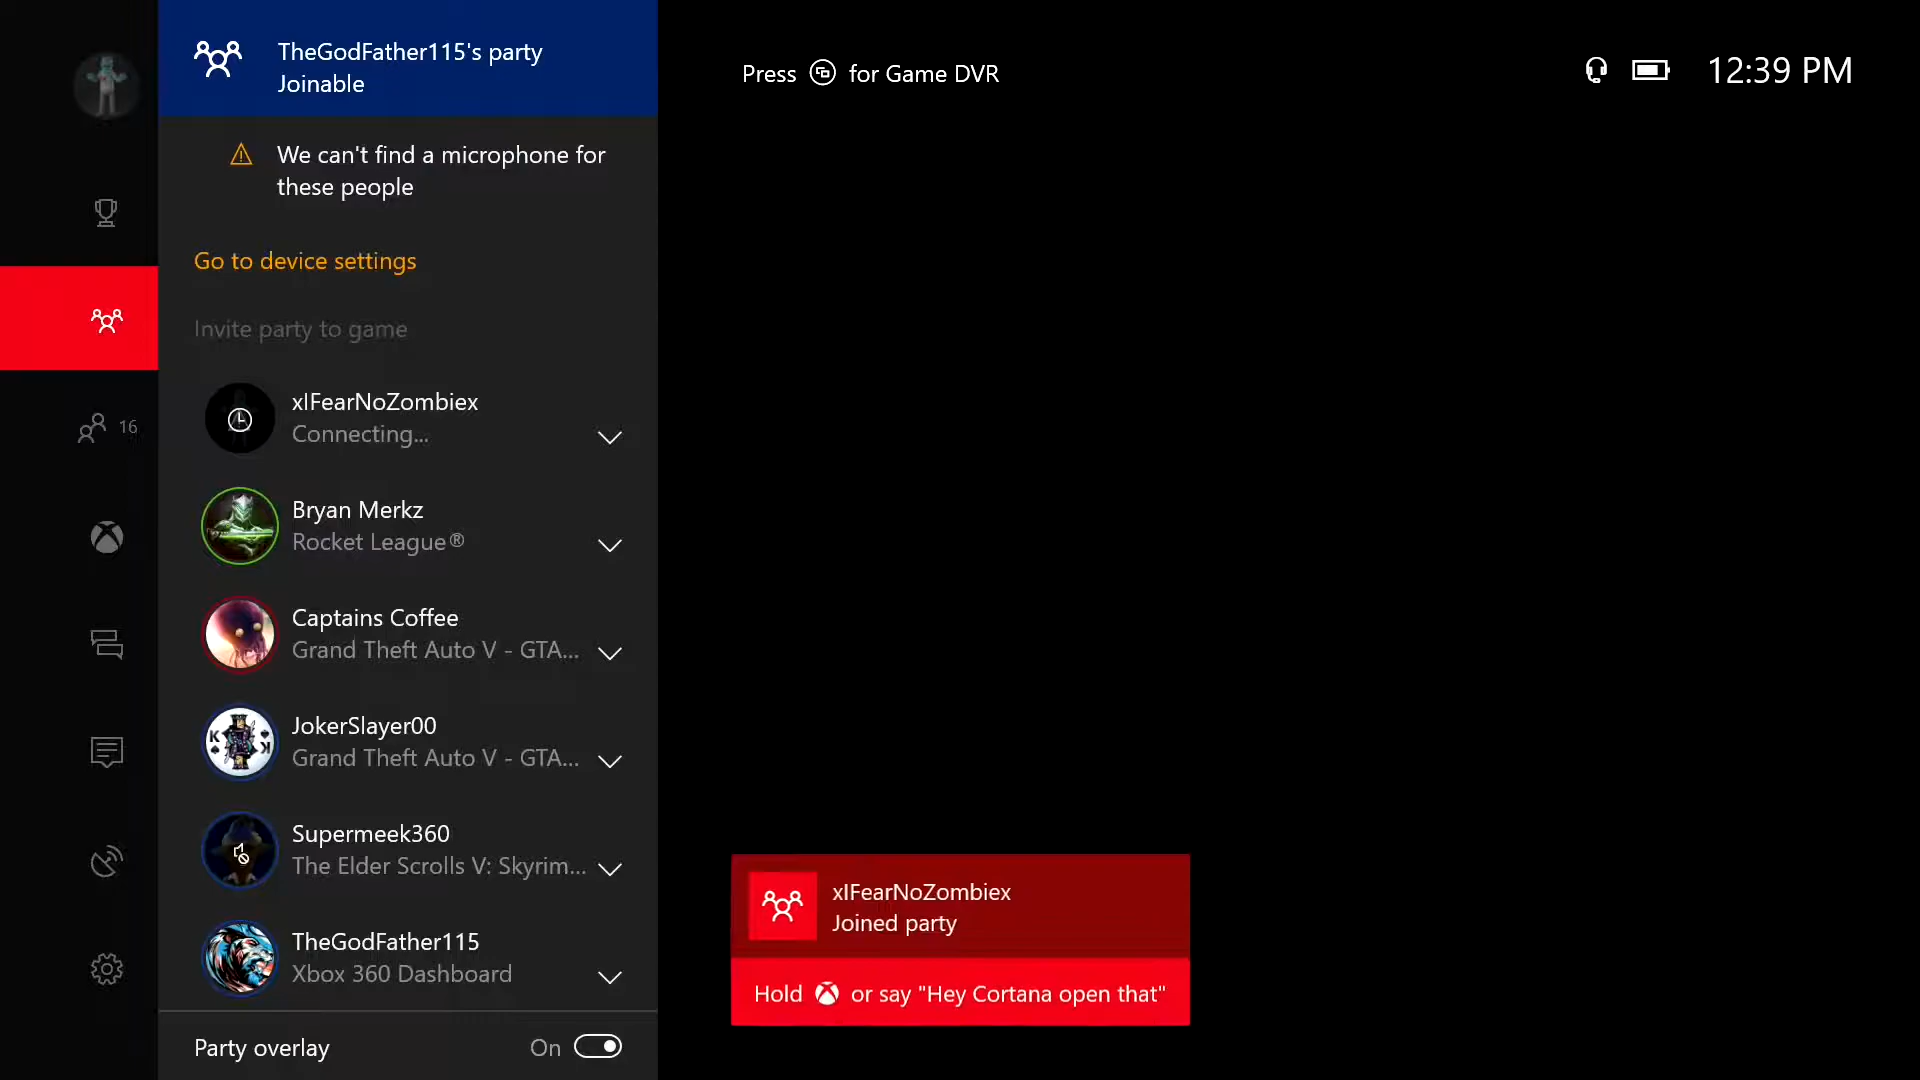 TheGodFather115's party
Joinable
Press for Game DVR
12:39 PM
We can't find a microphone for
these people
Go to device settings
Invite party to game
xIFearNoZombiex
Connecting...
16
Bryan Merkz
Rocket League®
Captains Coffee
Grand Theft Auto V - GTA...
JokerSlayer00
Grand Theft Auto V - GTA...
Supermeek360
The Elder Scrolls V: Skyrim...
TheGodFather115
Xbox 360 Dashboard
Party overlay On
xIFearNoZombiex
Joined party
Hold or say "Hey Cortana open that"